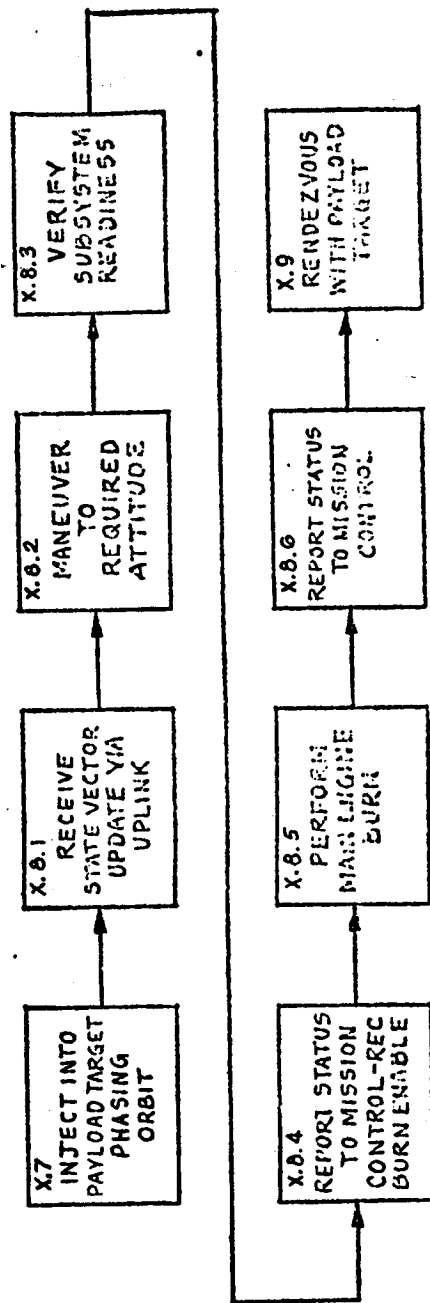 X.7
INJECT INTO
PAYLOAD TARGET
PHASING
ORBIT
X.8.1
RECEIVE
STATE VECTOR
UPDATE VIA
UPLINK
X.8.2
MANEUVER
TO
REQUIRED
ATTITUDE
X.8.3
VERIFY
SUBSYSTEM
READINESS
X.8.4
REPORT STATUS
TO MISSION
CONTROL-REC
BURN ENABLE
X.8.5
PERFORM
MAIN ENGINE
BURN
X.8.6
REPORT STATUS
TO MISSION
CONTROL
X.9
RENDEZVOUS
WITH PAYLOAD
TARGET